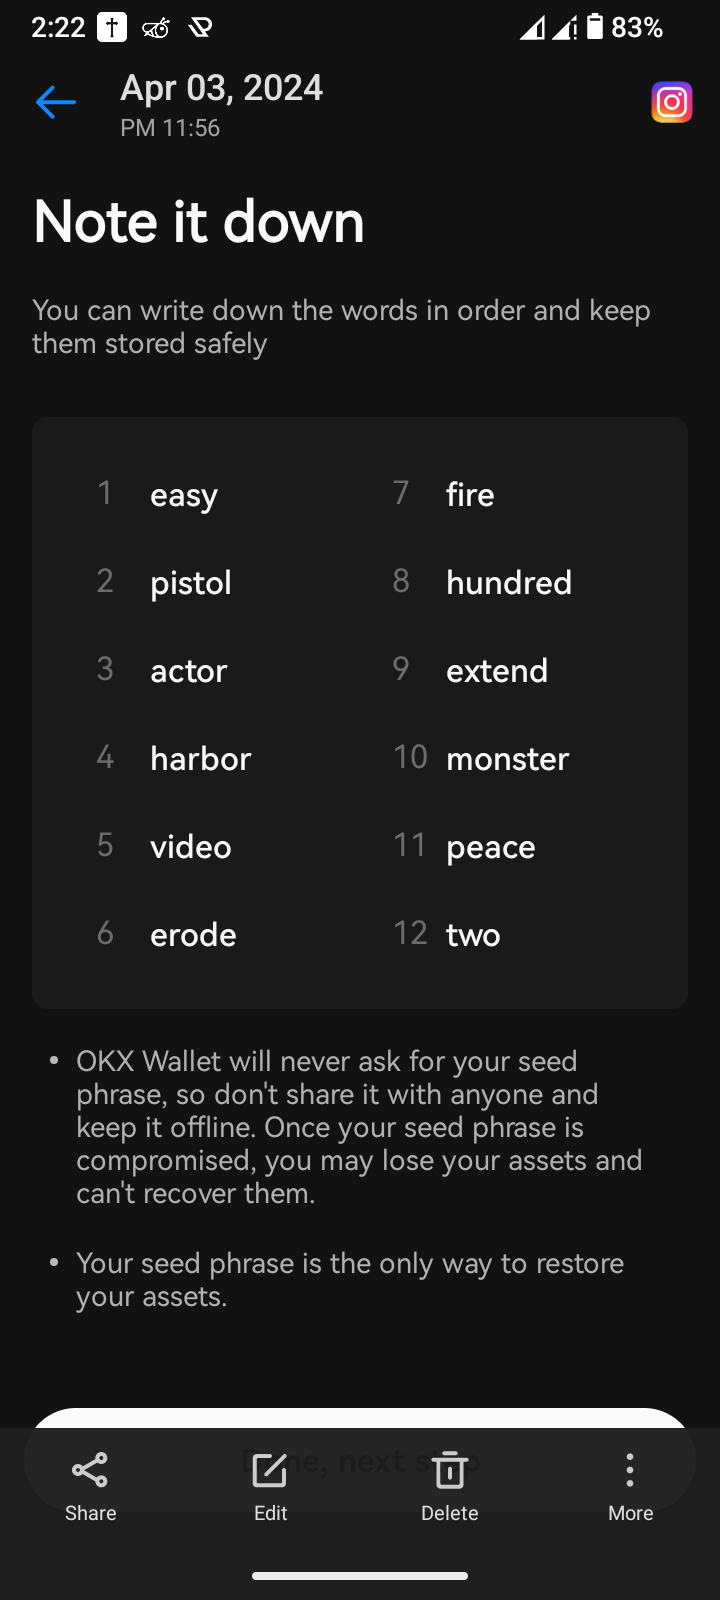 2:22 83%
Apr 03, 2024
PM 11:56
Note it down
You can write down the words in order and keep
them stored safely
1 easy
2 pistol
3 actor
4 harbor
5 video
6 erode
7 fire
8 hundred
9 extend
10 monster
11 peace
12 two
• OKX Wallet will never ask for your seed
phrase, so don't share it with anyone and
keep it offline. Once your seed phrase is
compromised, you may lose your assets and
can't recover them.
• Your seed phrase is the only way to restore
your assets.
Done, next step
Share Edit Delete More